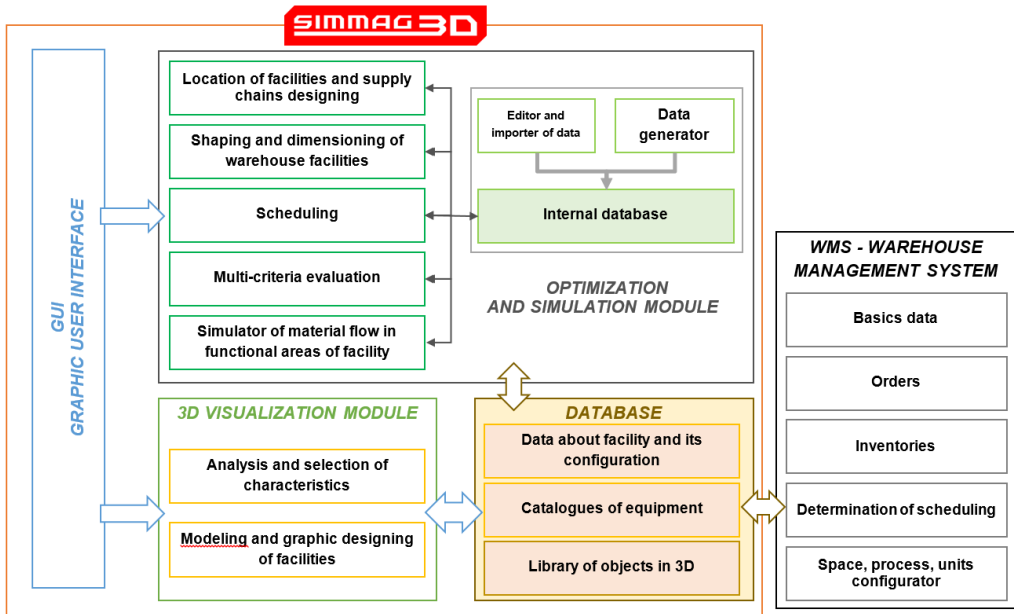 SIMMAG 3D
GUI
GRAPHIC USER INTERFACE
Location of facilities and supply
chains designing
Shaping and dimensioning of
warehouse facilities
Scheduling
Multi-criteria evaluation
Simulator of material flow in
functional areas of facility
Editor and
importer of data
Data
generator
Internal database
OPTIMIZATION
AND SIMULATION MODULE
3D VISUALIZATION MODULE
Analysis and selection of
characteristics
Modeling and graphic designing
of facilities
DATABASE
Data about facility and its
configuration
Catalogues of equipment
Library of objects in 3D
WMS - WAREHOUSE
MANAGEMENT SYSTEM
Basics data
Orders
Inventories
Determination of scheduling
Space, process, units
configurator